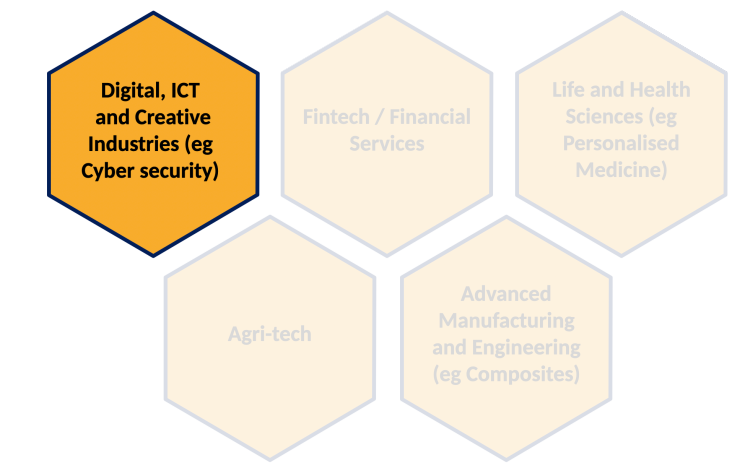 Digital, ICT
and Creative
Industries (eg
Cyber security)
Fintech / Financial
Services
Life and Health
Sciences (eg
Personalised
Medicine)
Agri-tech
Advanced
Manufacturing
and Engineering
(eg Composites)